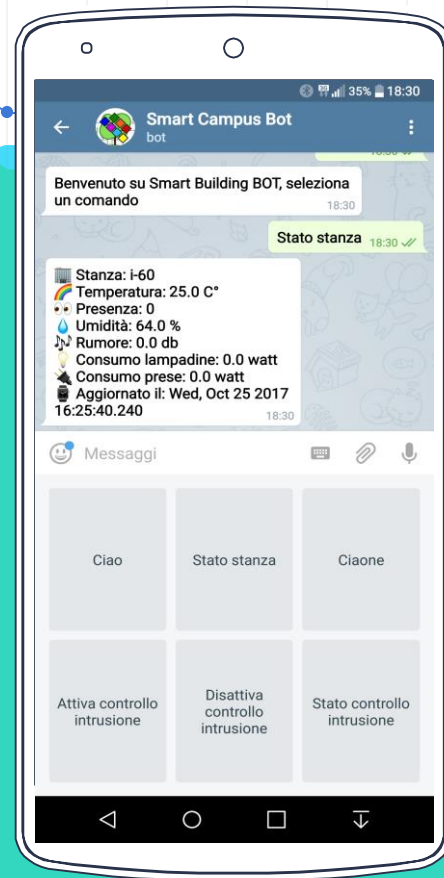 35% 18:30
Smart Campus Bot
bot
Benvenuto su Smart Building BOT, seleziona
un comando
18:30
Stato stanza 18:30
Stanza: i-60
Temperatura: 25.0 C°
Presenza: 0
Umidità: 64.0 %
Rumore: 0.0 db
Consumo lampadine: 0.0 watt
Consumo prese: 0.0 watt
Aggiornato il: Wed, Oct 25 2017
16:25:40.240
18:30
Messaggi
Ciao
Stato stanza
Ciaone
Attiva controllo
intrusione
Disattiva
controllo
intrusione
Stato controllo
intrusione